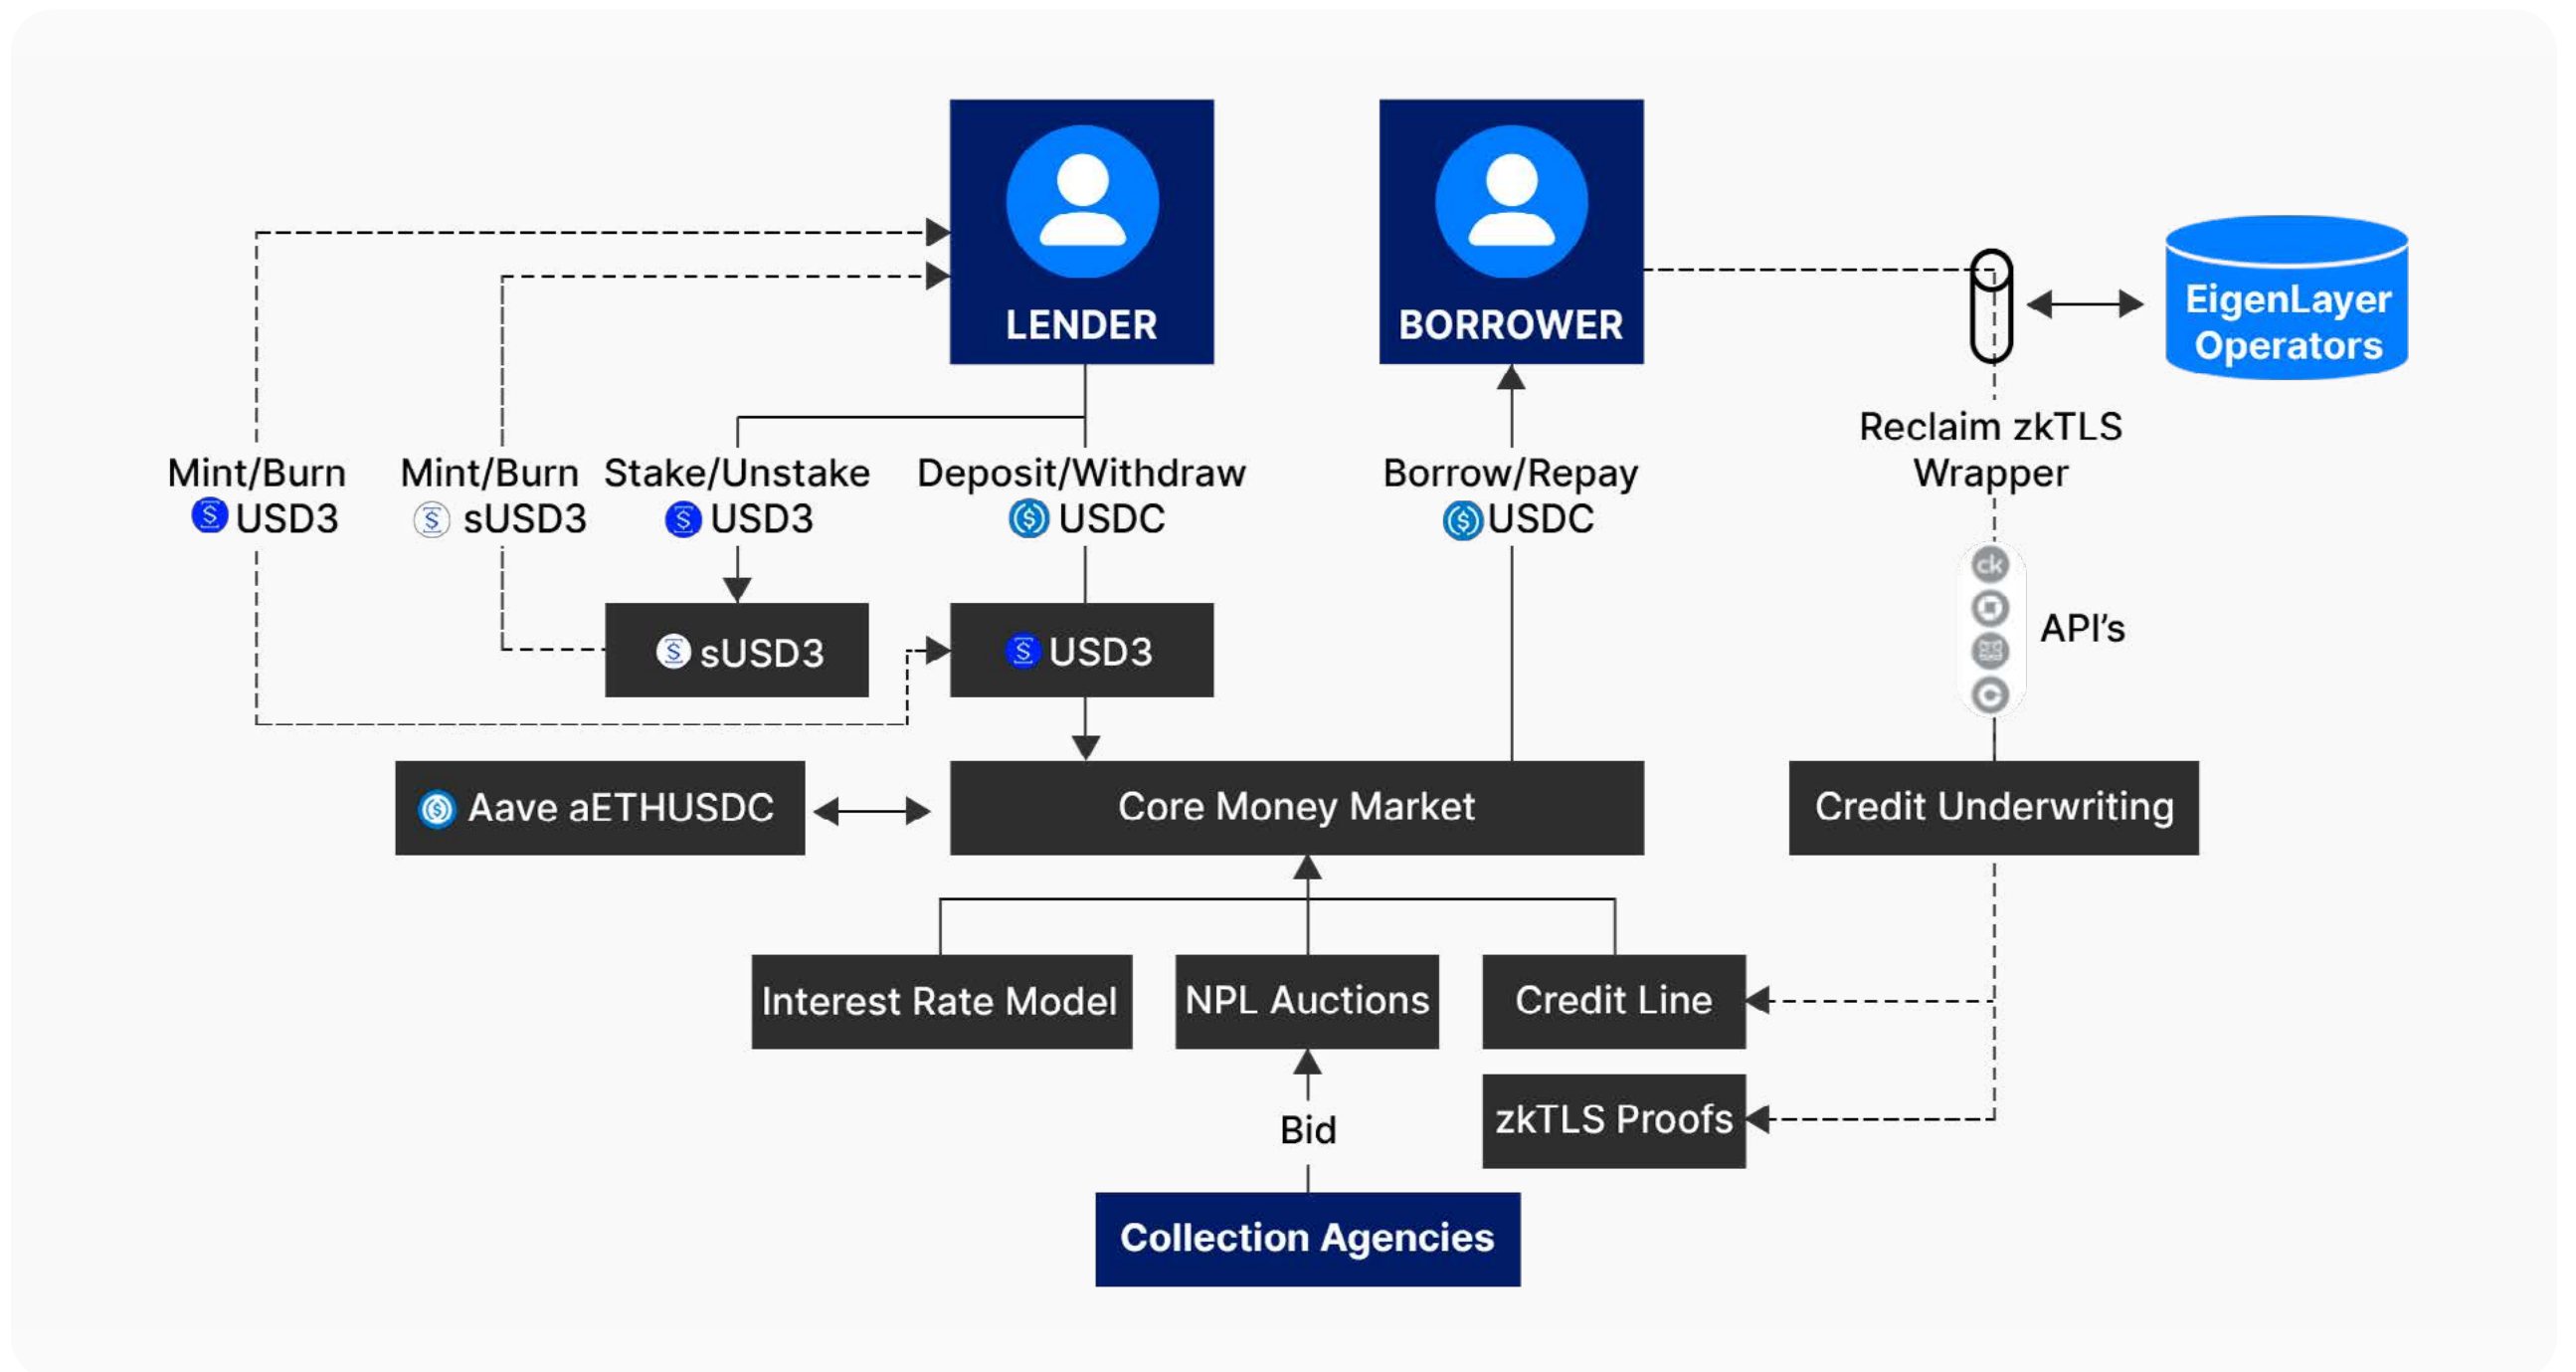 LENDER
BORROWER
EigenLayer
Operators
Reclaim zkTLS
Wrapper
Mint/Burn
USD3
Mint/Burn
sUSD3
Stake/Unstake
USD3
Deposit/Withdraw
USDC
Borrow/Repay
USDC
ck
API's
sUSD3
USD3
Aave aETHUSDC
Core Money Market
Credit Underwriting
Interest Rate Model
NPL Auctions
Credit Line
zkTLS Proofs
Bid
Collection Agencies